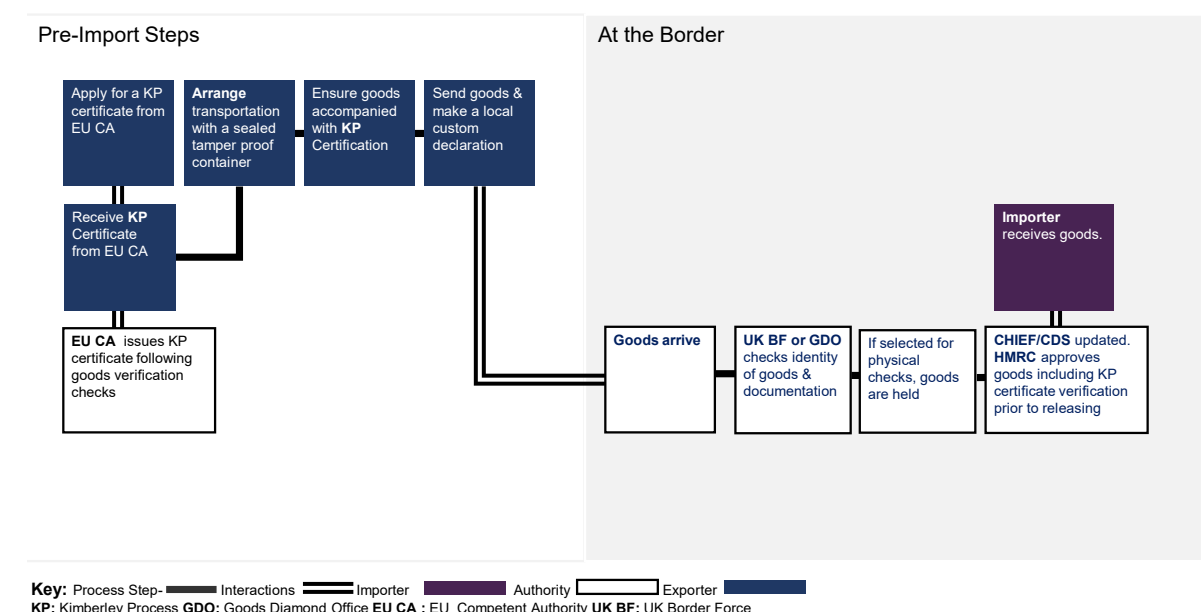 Pre-Import Steps
At the Border
Apply for a KP
certificate from
EU CA
Arrange
transportation
with a sealed
tamper proof
container
Ensure goods
accompanied
with KP
Certification
Send goods &
make a local
custom
declaration
Receive KP
Certificate
from EU CA
EU CA issues KP
certificate following
goods verification
checks
Goods arrive
UK BF or GDO
checks identity
of goods &
documentation
If selected for
physical
checks, goods
are held
CHIEF/CDS updated.
HMRC approves
goods including KP
certificate verification
prior to releasing
Importer
receives goods.
Key: Process Step- Interactions Importer Authority Exporter
KP: Kimberley Process GDO: Goods Diamond Office EU CA : EU Competent Authority UK BF: UK Border Force